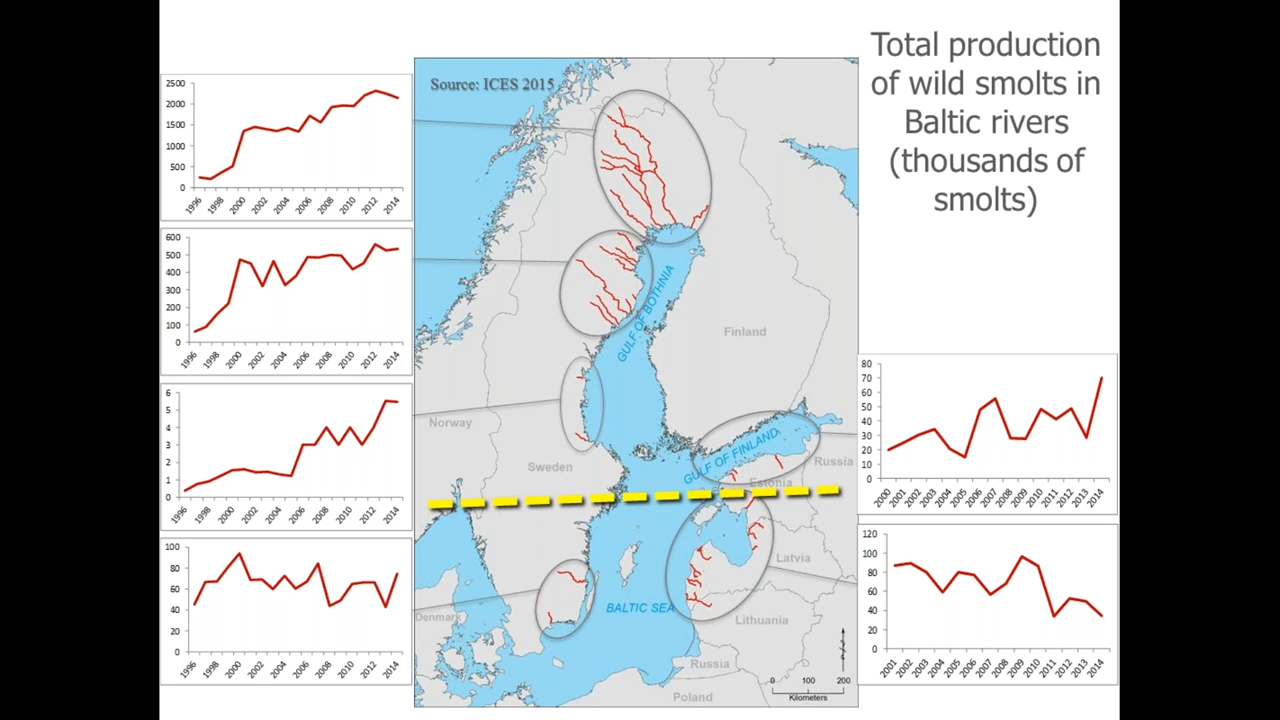 Total production
of wild smolts in
Baltic rivers
(thousands of
smolts)
Source: ICES 2015
2500
2000
1500
1000
500
0
1996 1998 2000 2002 2004 2006 2008 2010 2012 2014
600
500
400
300
200
100
0
1996 1998 2000 2002 2004 2006 2008 2010 2012 2014
6
5
4
3
2
1
0
1996 1998 2000 2002 2004 2006 2008 2010 2012 2014
100
80
60
40
20
0
1996 1998 2000 2002 2004 2006 2008 2010 2012 2014
GULF OF BOTHNIA
Finland
Norway
Sweden
GULF OF FINLAND
Russia
Estonia
Latvia
BALTIC SEA
Denmark
Lithuania
Russia
Poland
0 100 200
Kilometers
80
70
60
50
40
30
20
10
0
2000 2001 2002 2003 2004 2005 2006 2007 2008 2009 2010 2011 2012 2013 2014
120
100
80
60
40
20
0
2001 2002 2003 2004 2005 2006 2007 2008 2009 2010 2011 2012 2013 2014